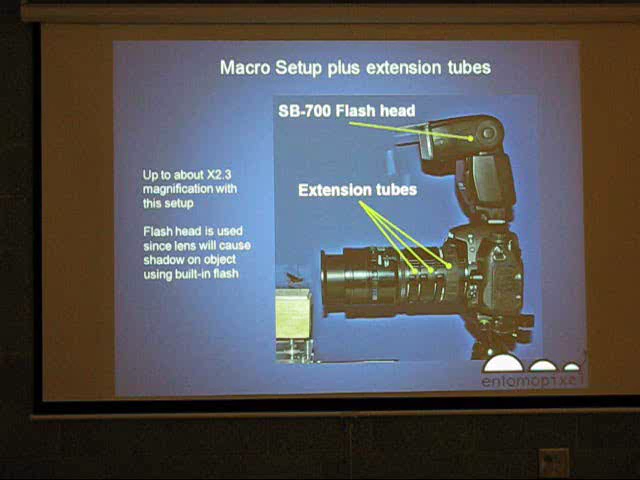 Macro Setup plus extension tubes
SB-700 Flash head
Up to about X2.3
magnification with
this setup
Extension tubes
Flash head is used
since lens will cause
shadow on object
using built-in flash
entomopixel